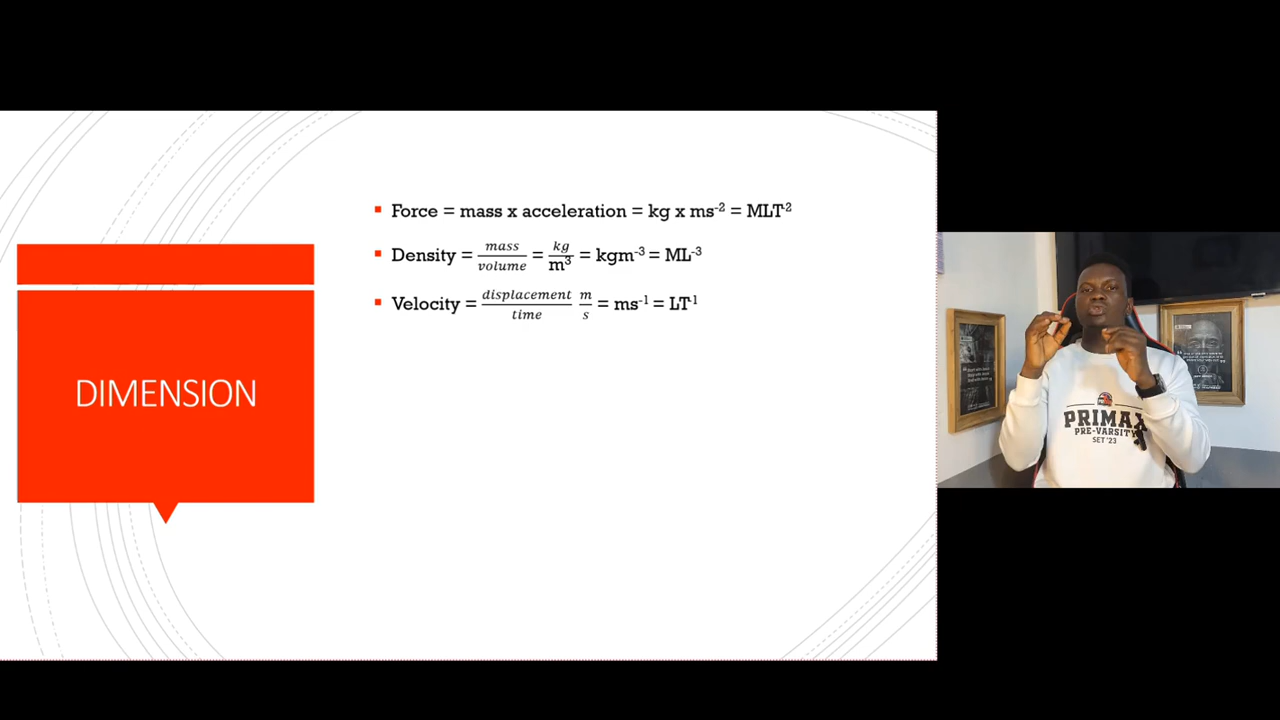 Force = mass x acceleration = kg x ms⁻² = MLT⁻²
Density = mass/volume = kg/m³ = kgm⁻³ = ML⁻³
Velocity = displacement/time m/s = ms⁻¹ = LT⁻¹
DIMENSION
PRIMAX
PRE-VARSITY
SET '23